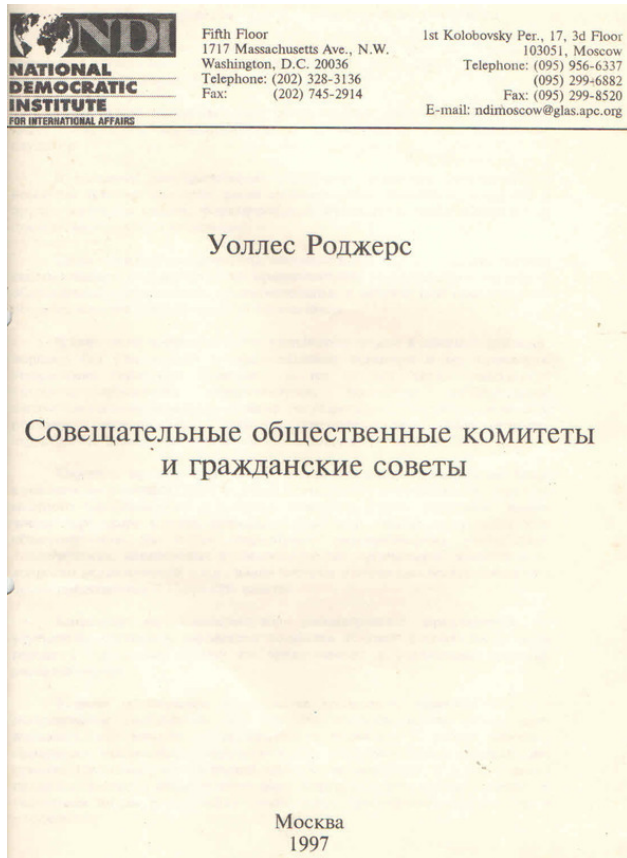 NDI
NATIONAL
DEMOCRATIC
INSTITUTE
FOR INTERNATIONAL AFFAIRS
Fifth Floor
1717 Massachusetts Ave., N.W.
Washington, D.C. 20036
Telephone: (202) 328-3136
Fax: (202) 745-2914
1st Kolobovsky Per., 17, 3d Floor
103051, Moscow
Telephone: (095) 956-6337
(095) 299-6882
Fax: (095) 299-8520
E-mail: ndimoscow@glas.apc.org
Уоллес Роджерс
Совещательные общественные комитеты
и гражданские советы
Москва
1997